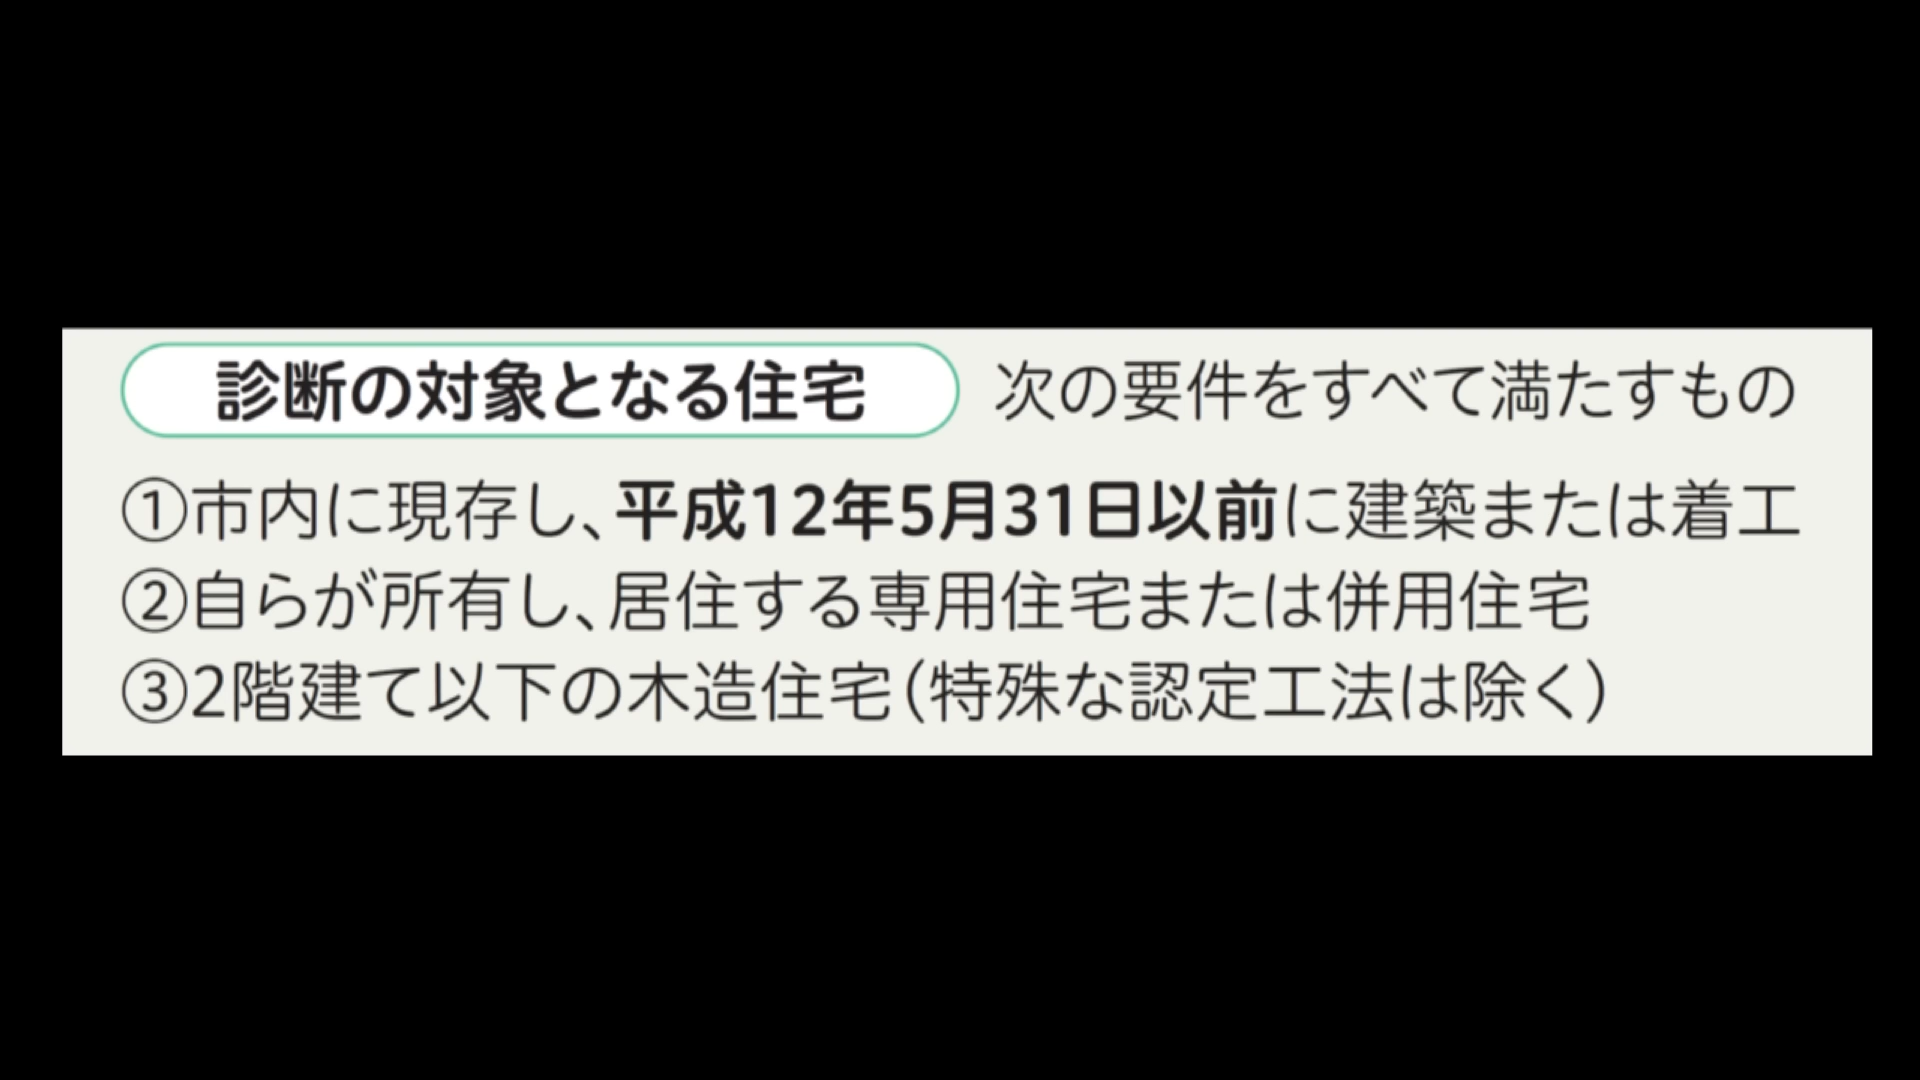 診断の対象となる住宅 次の要件をすべて満たすもの
①市内に現存し、平成12年5月31日以前に建築または着工
②自らが所有し、居住する専用住宅または併用住宅
③2階建て以下の木造住宅(特殊な認定工法は除く)